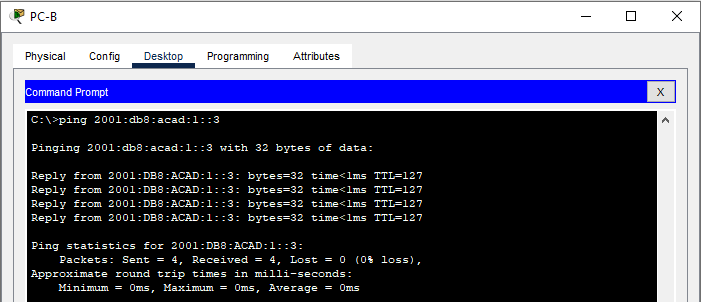 PC-B
Physical Config Desktop Programming Attributes
Command Prompt X
C:\>ping 2001:db8:acad:1::3
Pinging 2001:db8:acad:1::3 with 32 bytes of data:
Reply from 2001:DB8:ACAD:1::3: bytes=32 time<1ms TTL=127
Reply from 2001:DB8:ACAD:1::3: bytes=32 time<1ms TTL=127
Reply from 2001:DB8:ACAD:1::3: bytes=32 time<1ms TTL=127
Reply from 2001:DB8:ACAD:1::3: bytes=32 time<1ms TTL=127
Ping statistics for 2001:DB8:ACAD:1::3:
Packets: Sent = 4, Received = 4, Lost = 0 (0% loss),
Approximate round trip times in milli-seconds:
Minimum = 0ms, Maximum = 0ms, Average = 0ms